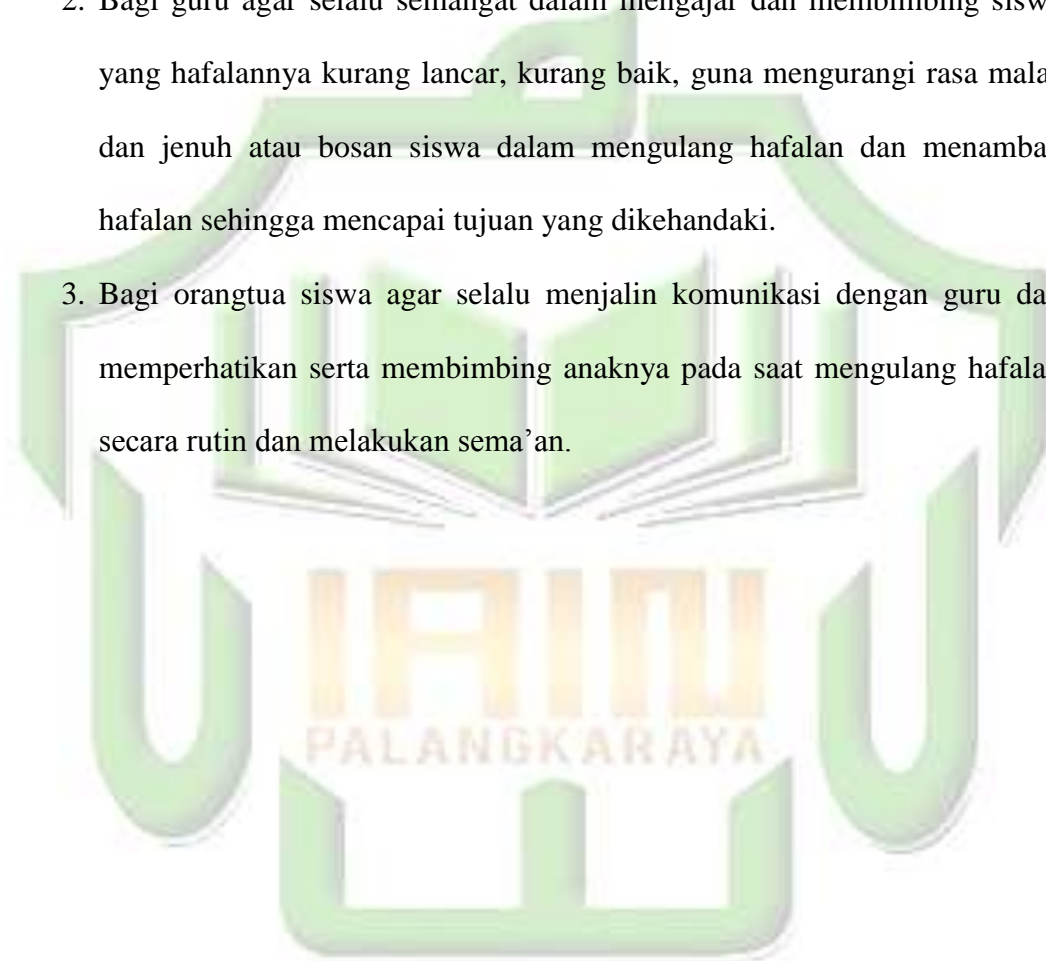 2. Bagi guru agar selalu semangat dalam mengajar dan membimbing sisw
yang hafalannya kurang lancar, kurang baik, guna mengurangi rasa mala
dan jenuh atau bosan siswa dalam mengulang hafalan dan menamba
hafalan sehingga mencapai tujuan yang dikehandaki.
3. Bagi orangtua siswa agar selalu menjalin komunikasi dengan guru da
memperhatikan serta membimbing anaknya pada saat mengulang hafala
secara rutin dan melakukan sema’an.
IAIN
PALANGKARAYA